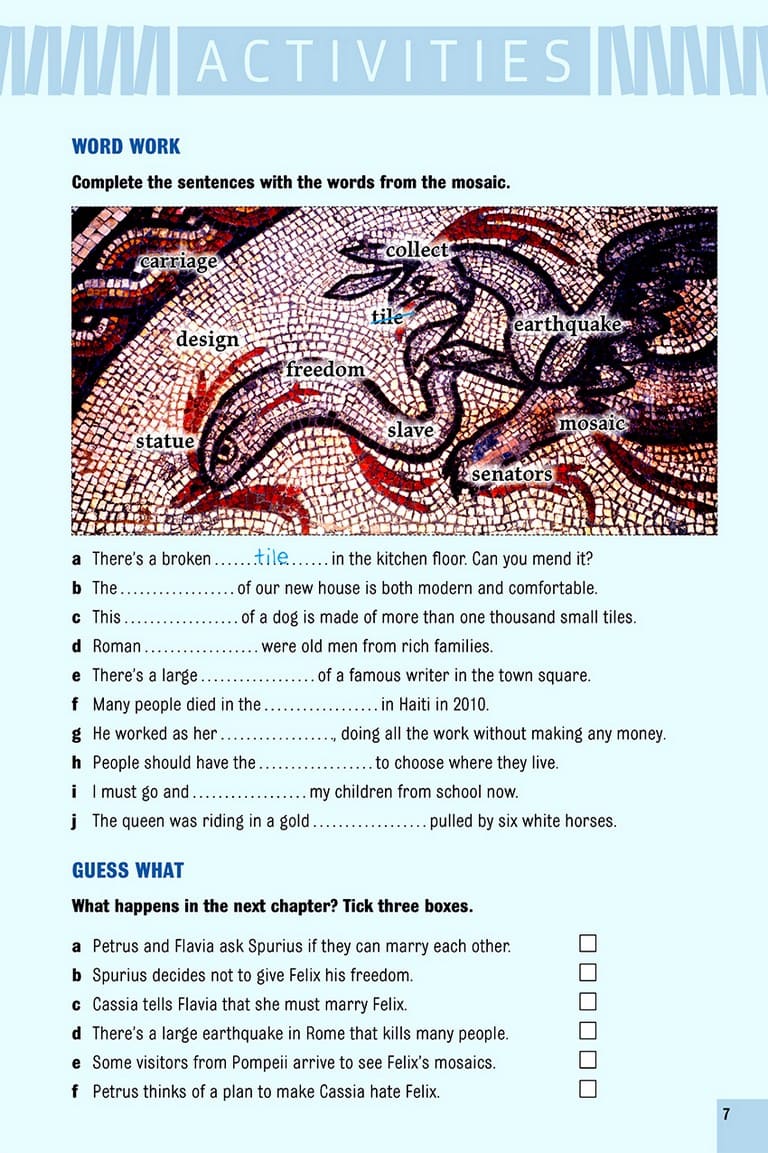 ACTIVITIES
WORD WORK
Complete the sentences with the words from the mosaic.
carriage
collect
tile
earthquake
design
freedom
slave
mosaic
statue
senators
a There's a broken ......tile...... in the kitchen floor. Can you mend it?
b The .................. of our new house is both modern and comfortable.
c This .................. of a dog is made of more than one thousand small tiles.
d Roman .................. were old men from rich families.
e There's a large .................. of a famous writer in the town square.
f Many people died in the .................. in Haiti in 2010.
g He worked as her .................., doing all the work without making any money.
h People should have the .................. to choose where they live.
i I must go and .................. my children from school now.
j The queen was riding in a gold .................. pulled by six white horses.
GUESS WHAT
What happens in the next chapter? Tick three boxes.
a Petrus and Flavia ask Spurius if they can marry each other.
b Spurius decides not to give Felix his freedom.
c Cassia tells Flavia that she must marry Felix.
d There's a large earthquake in Rome that kills many people.
e Some visitors from Pompeii arrive to see Felix's mosaics.
f Petrus thinks of a plan to make Cassia hate Felix.
7